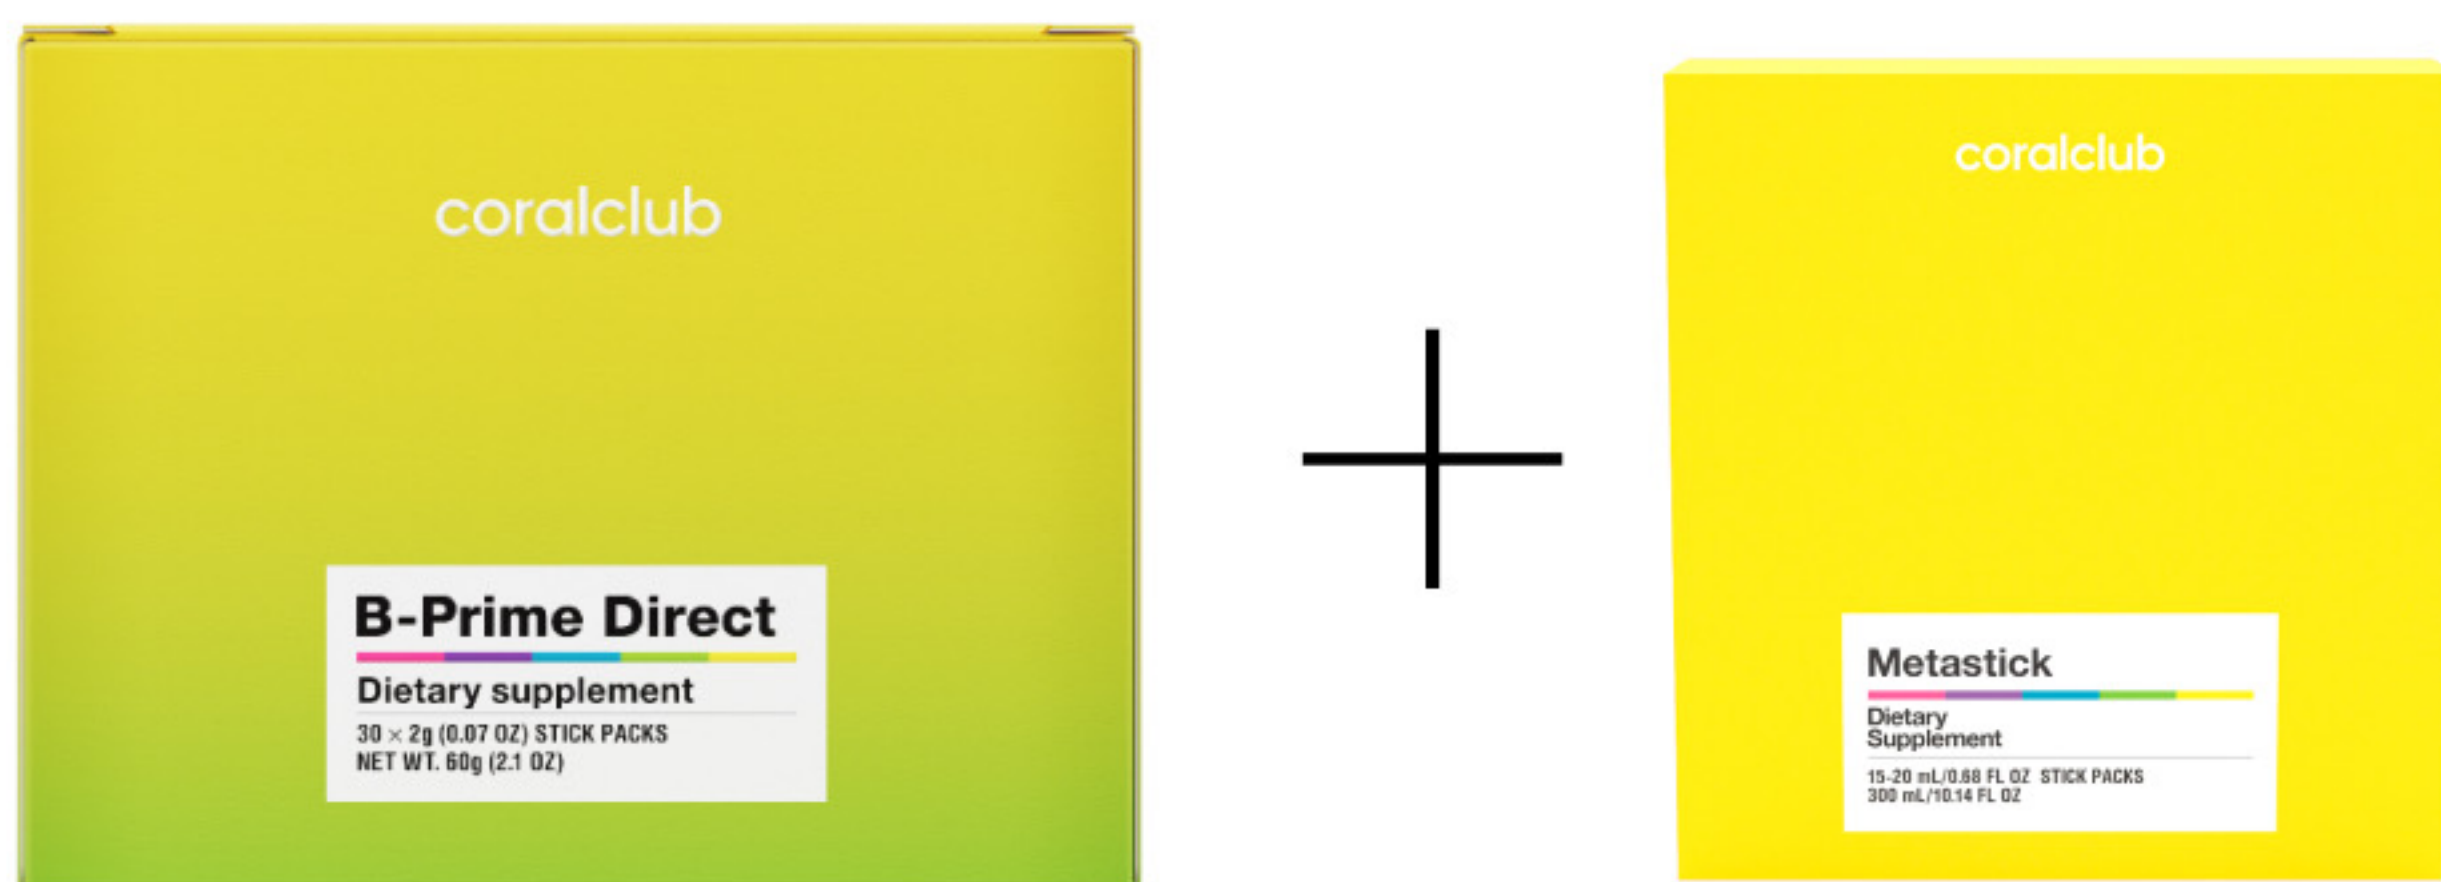 coralclub
B-Prime Direct
Dietary supplement
30 × 2g (0.07 OZ) STICK PACKS
NET WT. 60g (2.1 OZ)
coralclub
Metastick
Dietary
Supplement
15-20 mL/0.68 FL OZ STICK PACKS
300 mL/10.14 FL OZ